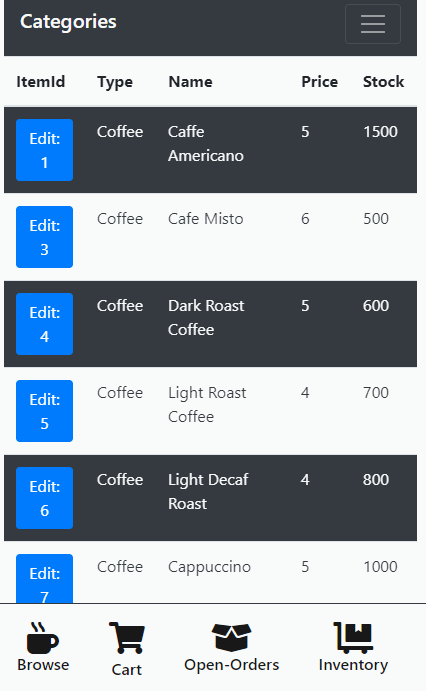 Categories
ItemId Type Name Price Stock
Edit: 1 Coffee Caffe Americano 5 1500
Edit: 3 Coffee Cafe Misto 6 500
Edit: 4 Coffee Dark Roast Coffee 5 600
Edit: 5 Coffee Light Roast Coffee 4 700
Edit: 6 Coffee Light Decaf Roast 4 800
Edit: 7 Coffee Cappuccino 5 1000
Browse Cart Open-Orders Inventory